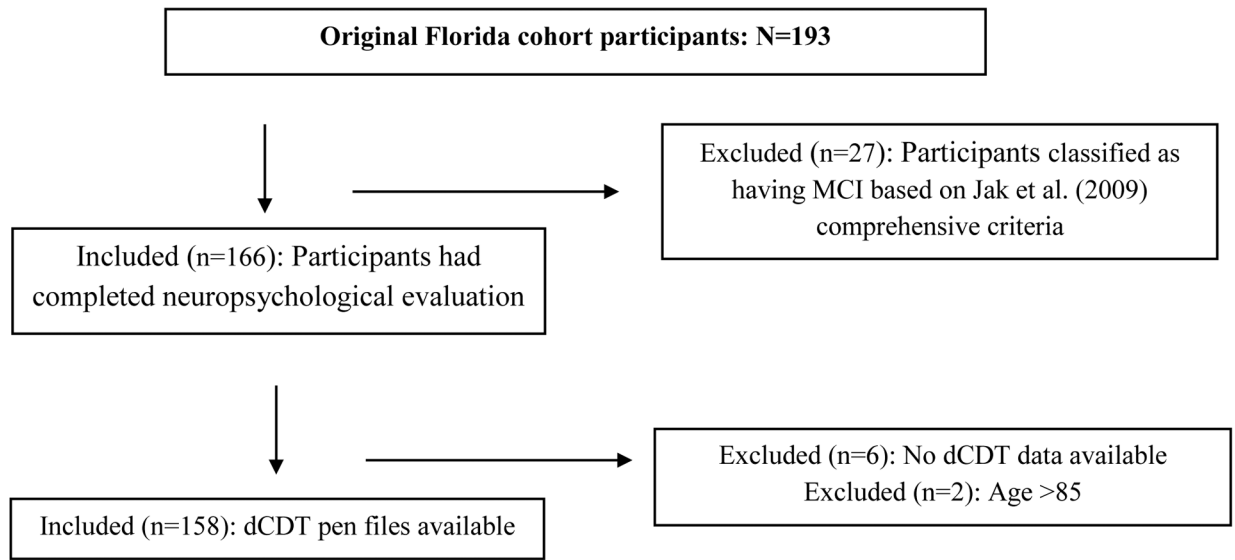 Original Florida cohort participants: N=193
Excluded (n=27): Participants classified as
having MCI based on Jak et al. (2009)
comprehensive criteria
Included (n=166): Participants had
completed neuropsychological evaluation
Excluded (n=6): No dCDT data available
Excluded (n=2): Age >85
Included (n=158): dCDT pen files available